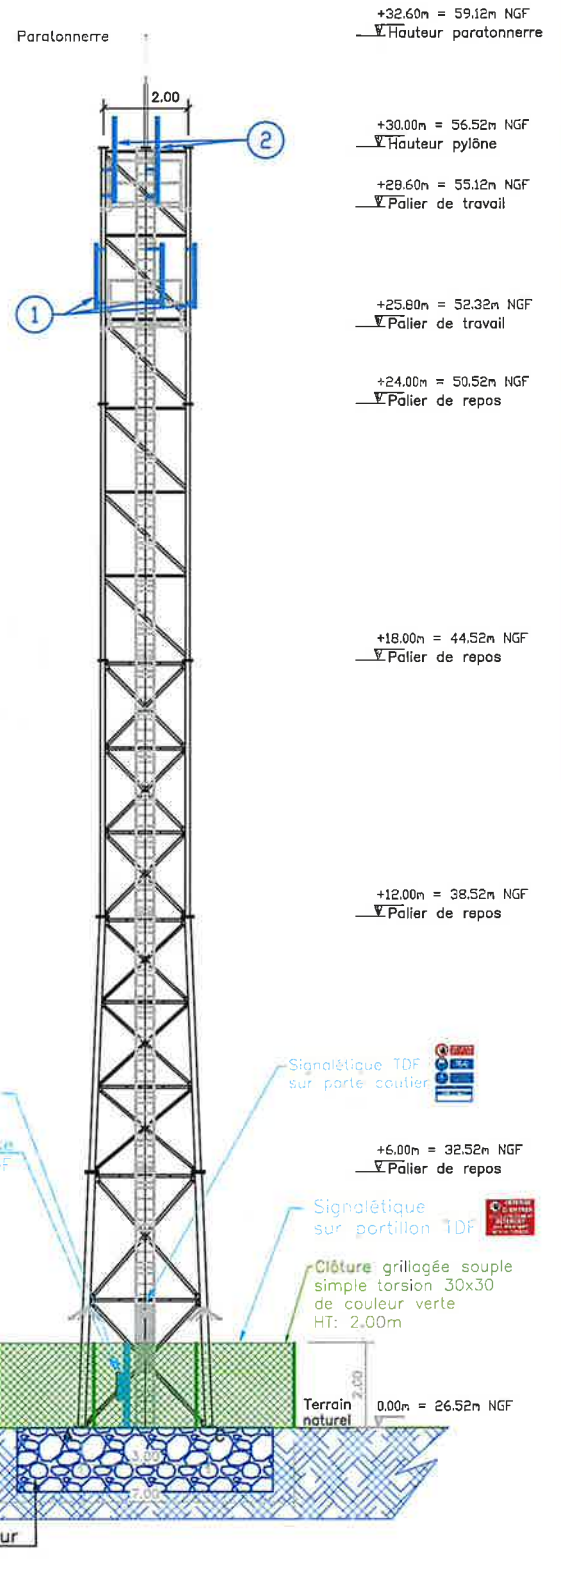 +32.60m = 59.12m NGF
Paratonnerre
Hauteur paratonnerre
2.00
+30.00m = 56.52m NGF
2
Hauteur pylône
+28.60m = 55.12m NGF
Palier de travail
+25.80m = 52.32m NGF
1
Palier de travail
+24.00m = 50.52m NGF
Palier de repos
+18.00m = 44.52m NGF
Palier de repos
+12.00m = 38.52m NGF
Palier de repos
Signalétique TDF
sur porte coulier
+6.00m = 32.52m NGF
Palier de repos
Signalétique
sur portillon TDF
Clôture grillagée souple
simple torsion 30x30
de couleur verte
HT: 2.00m
2.00
Terrain
naturel
0.00m = 26.52m NGF
3.00
7.00
ur